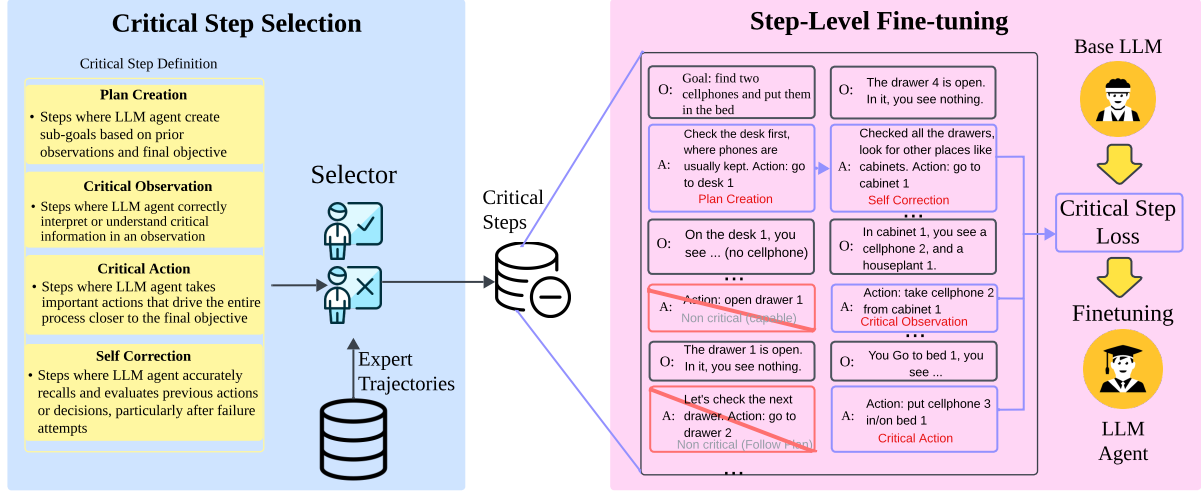 Critical Step Selection
Critical Step Definition
Plan Creation
• Steps where LLM agent create
sub-goals based on prior
observations and final objective
Critical Observation
• Steps where LLM agent correctly
interpret or understand critical
information in an observation
Critical Action
• Steps where LLM agent takes
important actions that drive the entire
process closer to the final objective
Self Correction
• Steps where LLM agent accurately
recalls and evaluates previous actions
or decisions, particularly after failure
attempts
Selector
Expert
Trajectories
Critical
Steps
Step-Level Fine-tuning
O:
Goal: find two
cellphones and put them
in the bed
A:
Check the desk first,
where phones are
usually kept. Action: go
to desk 1
Plan Creation
O:
On the desk 1, you
see ... (no cellphone)
...
A:
Action: open drawer 1
Non critical (capable)
O:
The drawer 1 is open.
In it, you see nothing.
A:
Let's check the next
drawer. Action: go to
drawer 2
Non critical (Follow Plan)
...
O:
The drawer 4 is open.
In it, you see nothing.
A:
Checked all the drawers,
look for other places like
cabinets. Action: go to
cabinet 1
Self Correction
...
O:
In cabinet 1, you see a
cellphone 2, and a
houseplant 1.
A:
Action: take cellphone 2
from cabinet 1
Critical Observation
...
O:
You Go to bed 1, you
see ...
A:
Action: put cellphone 3
in/on bed 1
Critical Action
Base LLM
Critical Step
Loss
Finetuning
LLM
Agent